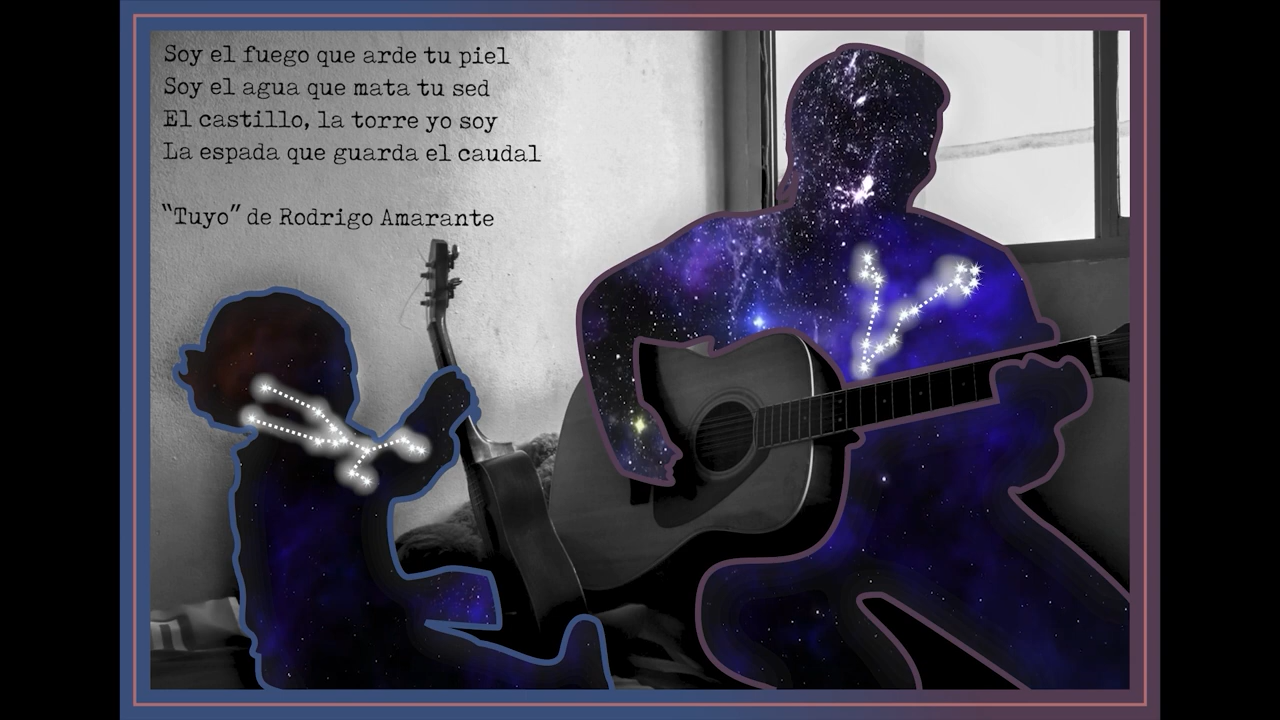 Soy el fuego que arde tu piel
Soy el agua que mata tu sed
El castillo, la torre yo soy
La espada que guarda el caudal
“Tuyo” de Rodrigo Amarante